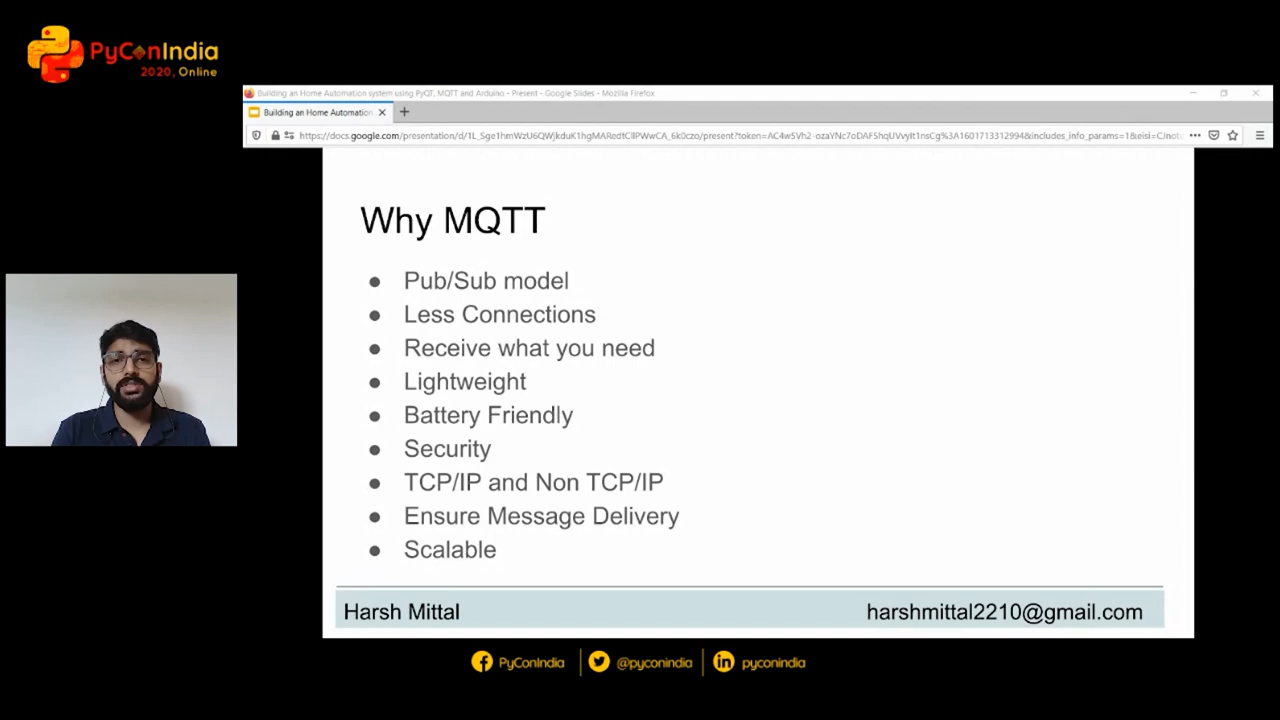 PyConIndia
2020, Online
Building an Home Automation system using PyQT, MQTT and Arduino - Present - Google Slides - Mozilla Firefox
Building an Home Automation
Why MQTT
● Pub/Sub model
● Less Connections
● Receive what you need
● Lightweight
● Battery Friendly
● Security
● TCP/IP and Non TCP/IP
● Ensure Message Delivery
● Scalable
Harsh Mittal harshmittal2210@gmail.com
PyConIndia @pyconindia pyconindia